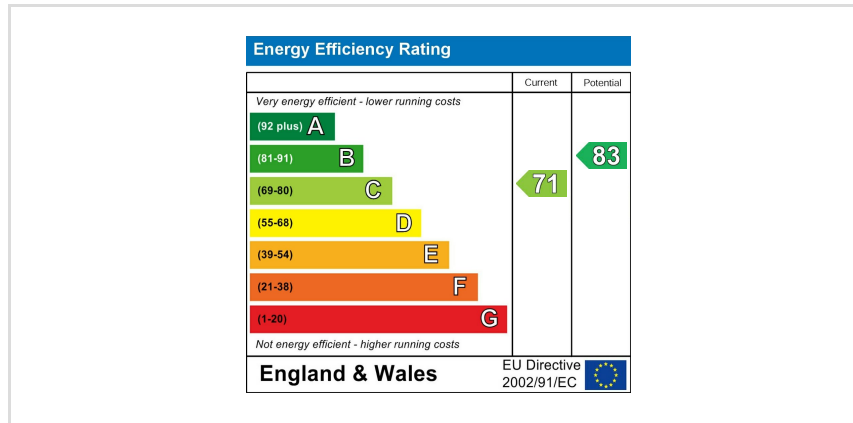 Energy Efficiency Rating
Current Potential
Very energy efficient - lower running costs
(92 plus) A
(81-91) B
83
(69-80) C
71
(55-68) D
(39-54) E
(21-38) F
(1-20) G
Not energy efficient - higher running costs
England & Wales
EU Directive
2002/91/EC